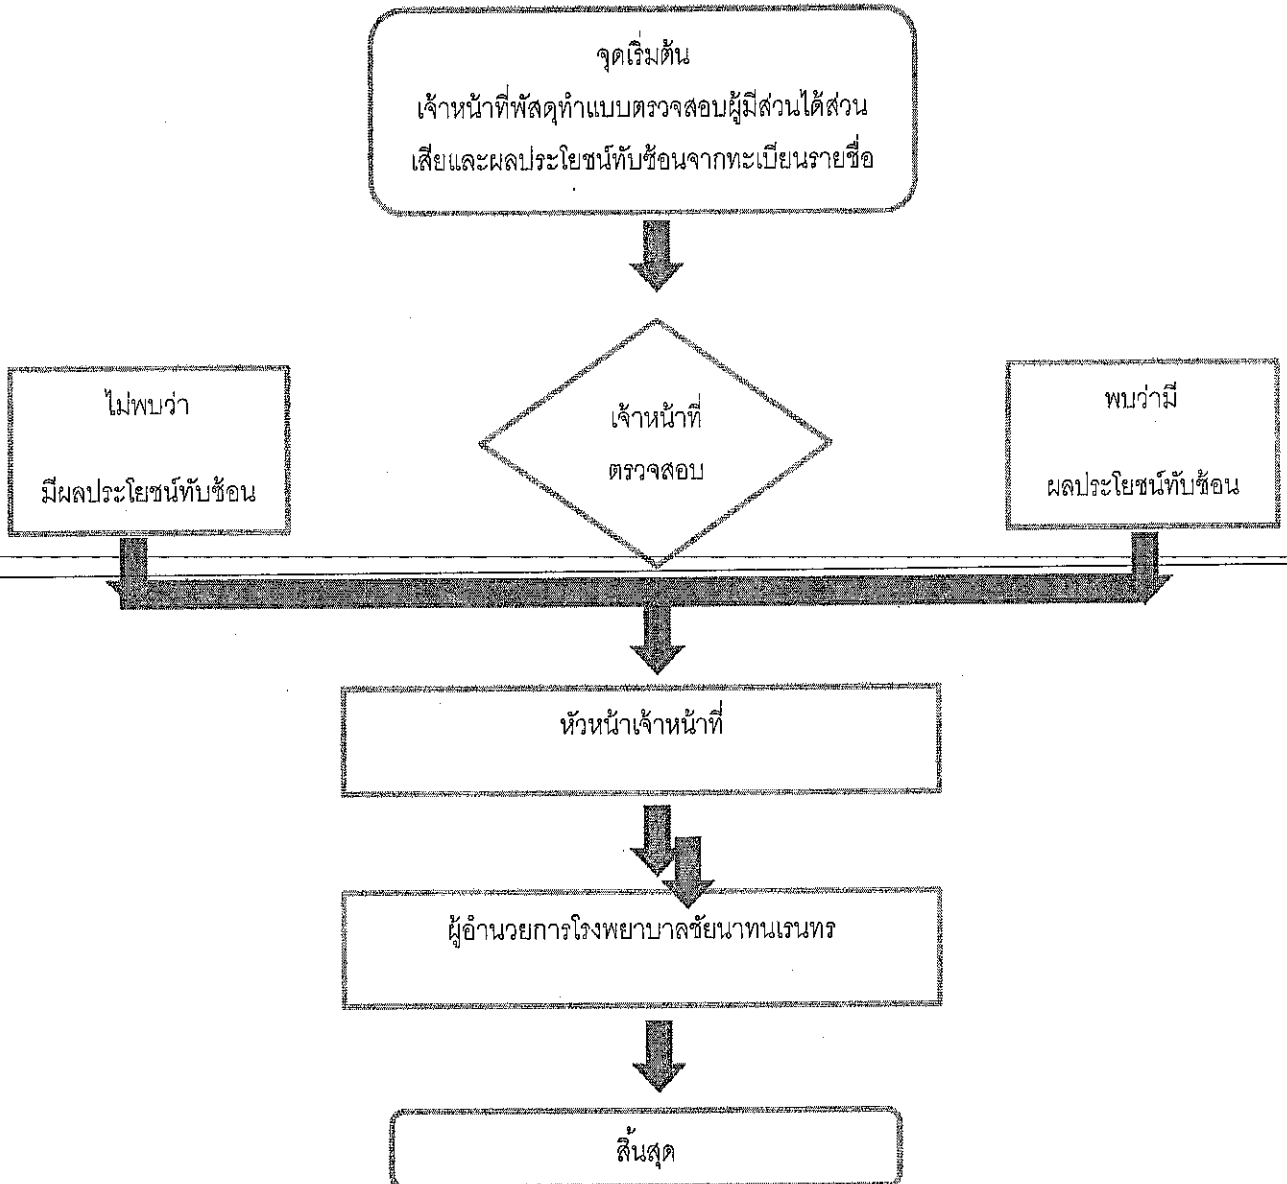 จุดเริ่มต้น
เจ้าหน้าที่พัสดุทำแบบตรวจสอบผู้มีส่วนได้ส่วน
เสียและผลประโยชน์ทับซ้อนจากทะเบียนรายชื่อ
ไม่พบว่า
มีผลประโยชน์ทับซ้อน
เจ้าหน้าที่
ตรวจสอบ
พบว่ามี
ผลประโยชน์ทับซ้อน
หัวหน้าเจ้าหน้าที่
ผู้อำนวยการโรงพยาบาลชัยนาทนเรนทร
สิ้นสุด